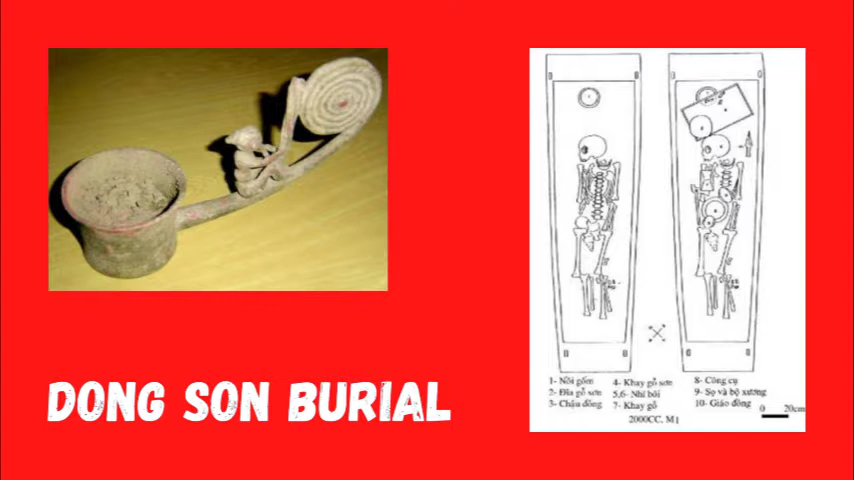 DONG SON BURIAL
1- Nồi gốm
2- Đĩa gỗ sơn
3- Chậu đồng
4- Khay gỗ sơn
5,6- Nhĩ bôi
7- Khay gỗ
8- Công cụ
9- Sọ và bộ xương
10- Giáo đồng
0 20cm
2000CC, M1